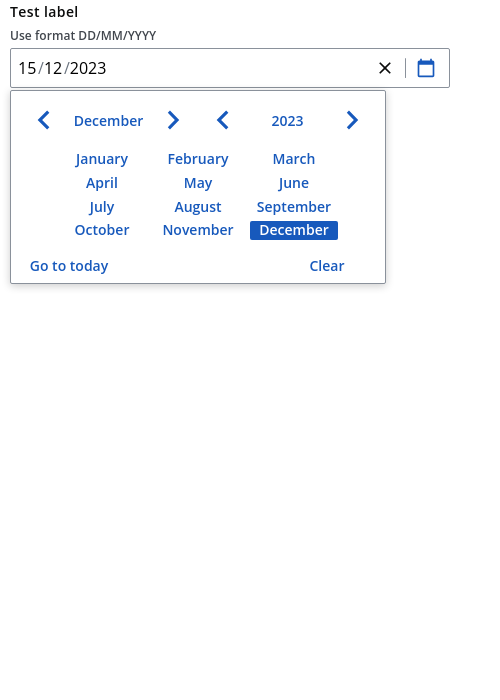 Test label
Use format DD/MM/YYYY
15/12/2023
December 2023
January February March
April May June
July August September
October November December
Go to today Clear